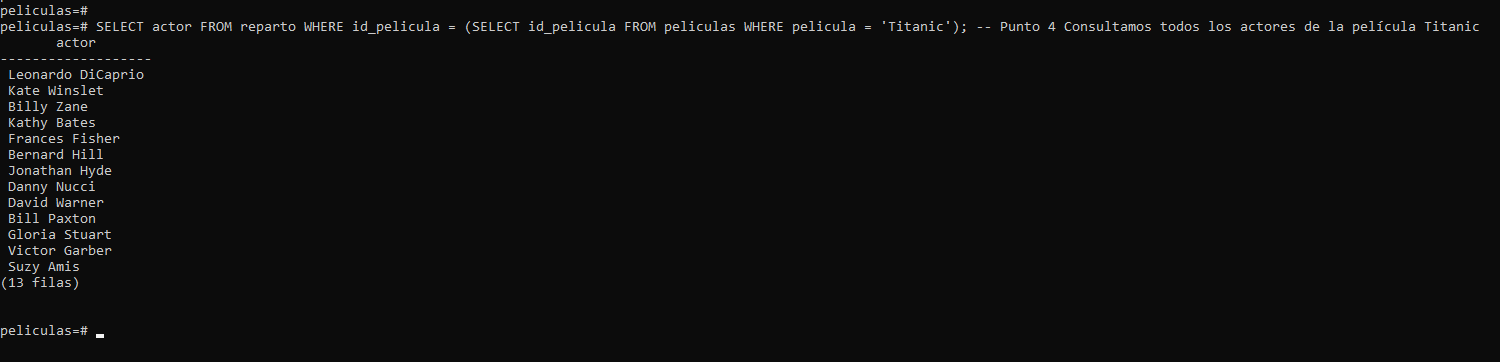 peliculas=#
peliculas=# SELECT actor FROM reparto WHERE id_pelicula = (SELECT id_pelicula FROM peliculas WHERE pelicula = 'Titanic'); -- Punto 4 Consultamos todos los actores de la película Titanic
actor
-------------------
Leonardo DiCaprio
Kate Winslet
Billy Zane
Kathy Bates
Frances Fisher
Bernard Hill
Jonathan Hyde
Danny Nucci
David Warner
Bill Paxton
Gloria Stuart
Victor Garber
Suzy Amis
(13 filas)
peliculas=#